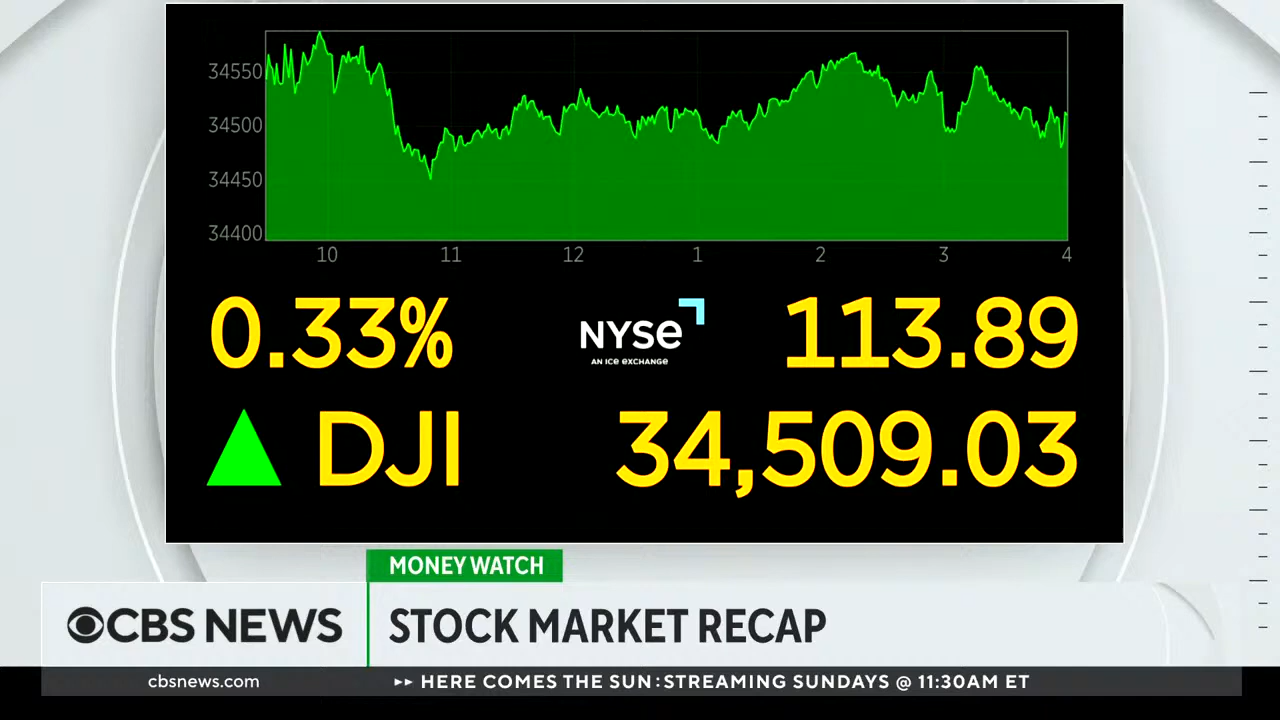 34550
34500
34450
34400
10 11 12 1 2 3 4
0.33% NYSE 113.89
AN ICE EXCHANGE
DJI 34,509.03
MONEY WATCH
CBS NEWS STOCK MARKET RECAP
cbsnews.com HERE COMES THE SUN: STREAMING SUNDAYS @ 11:30AM ET